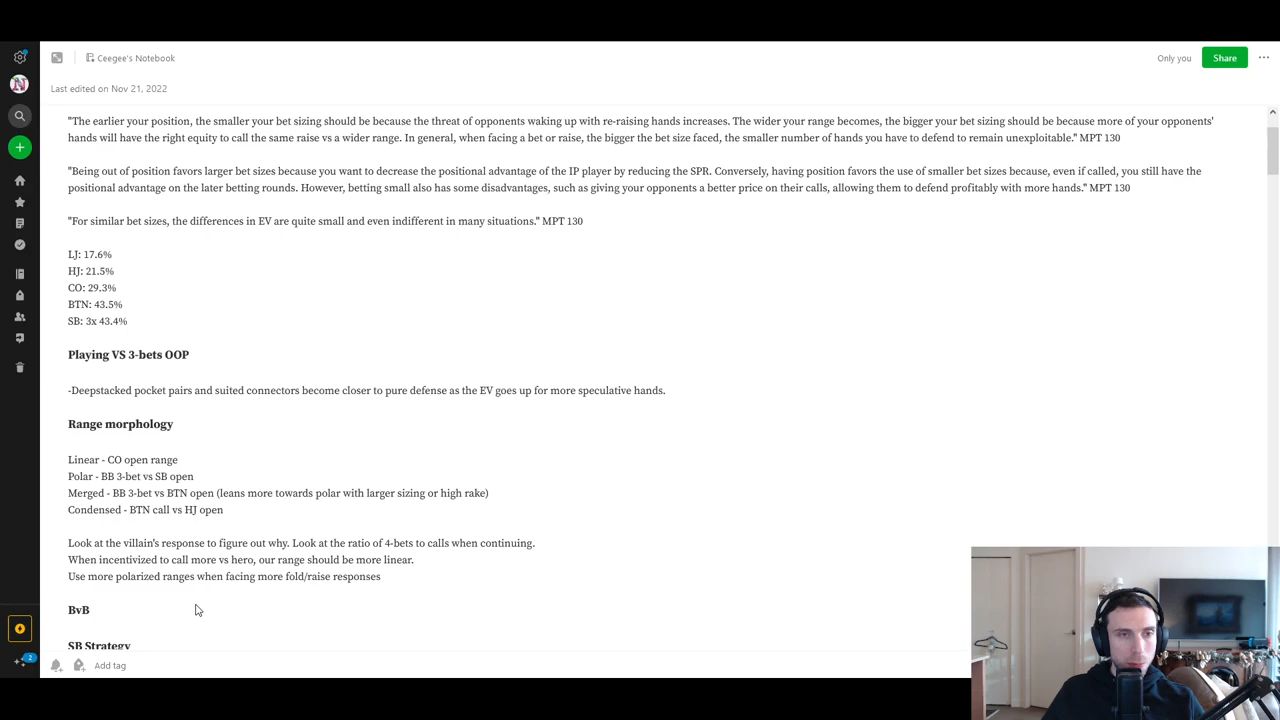 Ceegee's Notebook
Only you
Share
Last edited on Nov 21, 2022
"The earlier your position, the smaller your bet sizing should be because the threat of opponents waking up with re-raising hands increases. The wider your range becomes, the bigger your bet sizing should be because more of your opponents'
hands will have the right equity to call the same raise vs a wider range. In general, when facing a bet or raise, the bigger the bet size faced, the smaller number of hands you have to defend to remain unexploitable." MPT 130
"Being out of position favors larger bet sizes because you want to decrease the positional advantage of the IP player by reducing the SPR. Conversely, having position favors the use of smaller bet sizes because, even if called, you still have the
positional advantage on the later betting rounds. However, betting small also has some disadvantages, such as giving your opponents a better price on their calls, allowing them to defend profitably with more hands." MPT 130
"For similar bet sizes, the differences in EV are quite small and even indifferent in many situations." MPT 130
LJ: 17.6%
HJ: 21.5%
CO: 29.3%
BTN: 43.5%
SB: 3x 43.4%
Playing VS 3-bets OOP
-Deepstacked pocket pairs and suited connectors become closer to pure defense as the EV goes up for more speculative hands.
Range morphology
Linear - CO open range
Polar - BB 3-bet vs SB open
Merged - BB 3-bet vs BTN open (leans more towards polar with larger sizing or high rake)
Condensed - BTN call vs HJ open
Look at the villain's response to figure out why. Look at the ratio of 4-bets to calls when continuing.
When incentivized to call more vs hero, our range should be more linear.
Use more polarized ranges when facing more fold/raise responses
BvB
SB Strategy
2
Add tag